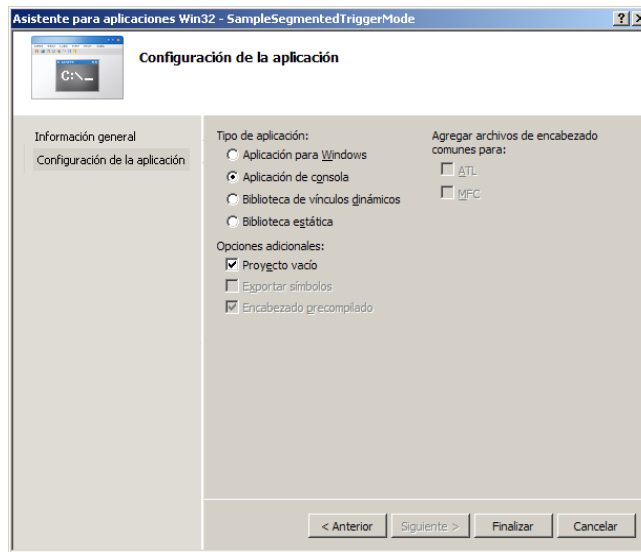 Asistente para aplicaciones Win32 - SampleSegmentedTriggerMode
C:\_
Configuración de la aplicación
Información general
Configuración de la aplicación
Tipo de aplicación:
Aplicación para Windows
Aplicación de consola
Biblioteca de vínculos dinámicos
Biblioteca estática
Opciones adicionales:
Proyecto vacío
Exportar símbolos
Encabezado precompilado
Agregar archivos de encabezado
comunes para:
ATL
MFC
< Anterior
Siguiente >
Finalizar
Cancelar